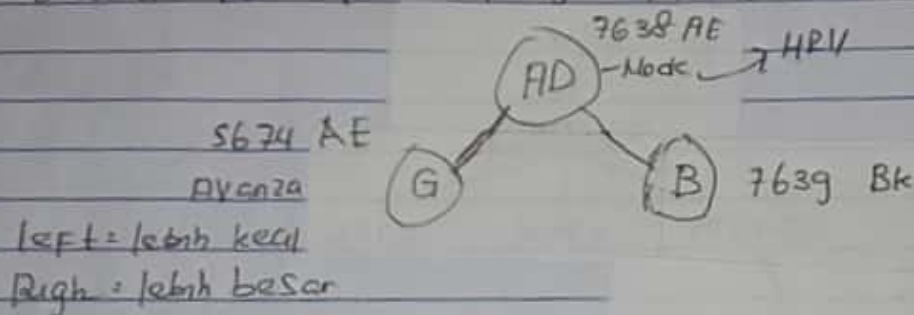 7638 AE
AD - Node → HRV
5674 AE
Avanza
G
B 7639 BK
left = lebih kecil
Righ = lebih besar